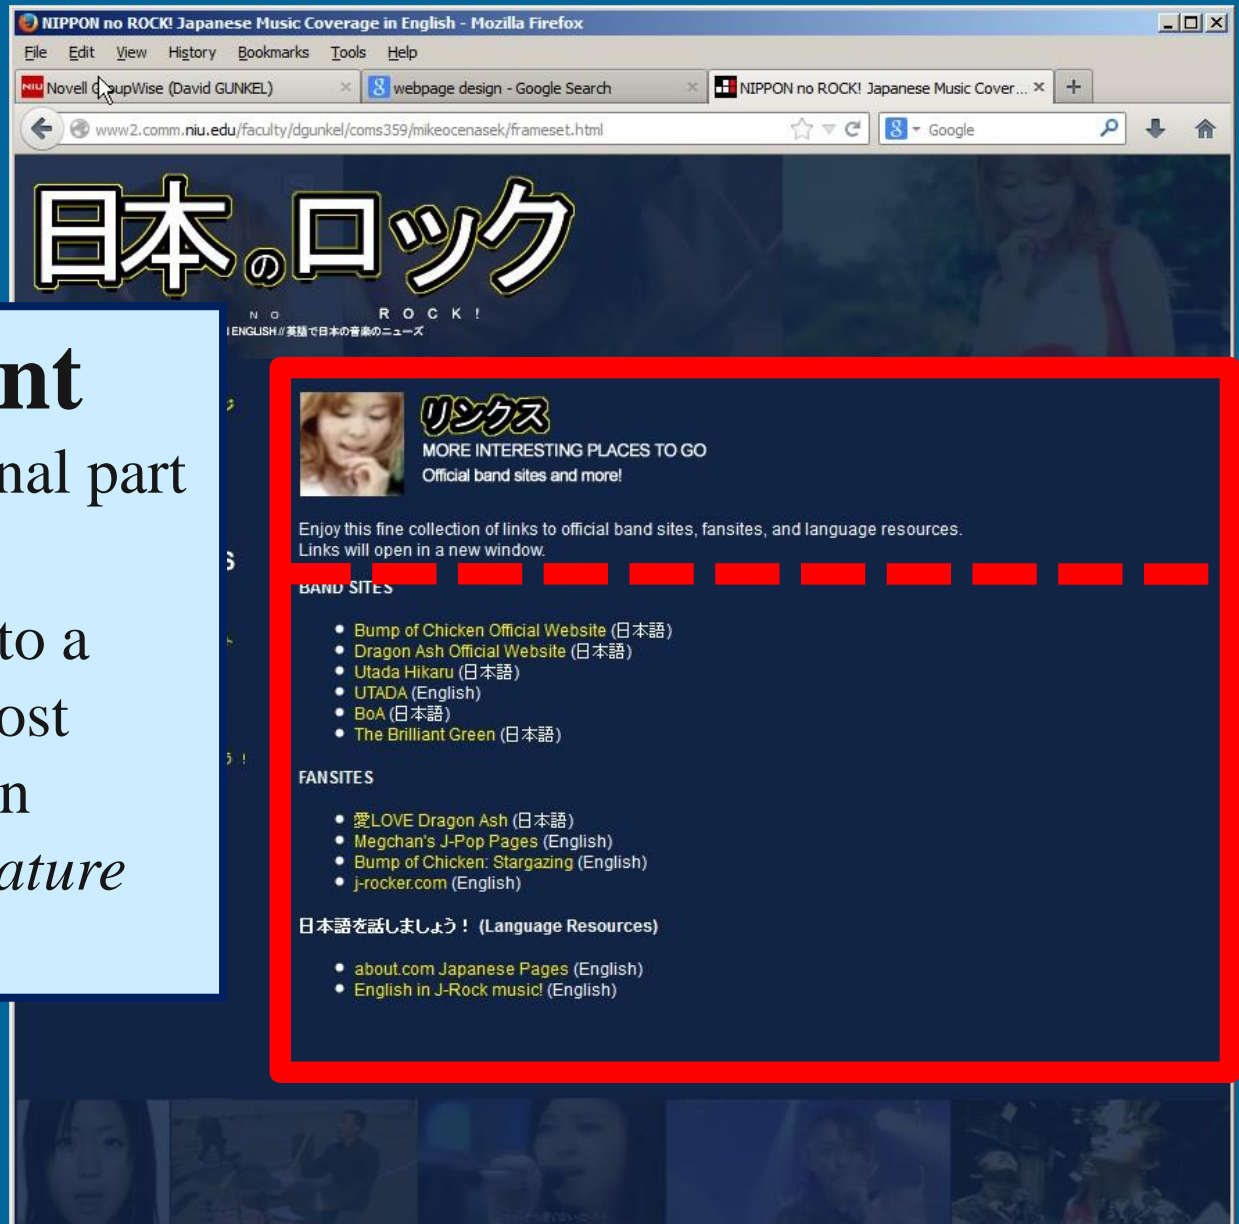 NIPPON no ROCK! Japanese Music Coverage in English - Mozilla Firefox
File Edit View History Bookmarks Tools Help
NIU Novell GroupWise (David GUNKEL) × 8 webpage design - Google Search × NIPPON no ROCK! Japanese Music Cover... × +
www2.comm.niu.edu/faculty/dgunkel/coms359/mikeocenasek/frameset.html 8 Google
日本のロック
NO ROCK!
ENGLISH // 英語で日本の音楽のニューズ
nt
nal part
to a
ost
n
ature
S
う!
リンクス
MORE INTERESTING PLACES TO GO
Official band sites and more!
Enjoy this fine collection of links to official band sites, fansites, and language resources.
Links will open in a new window.
BAND SITES
• Bump of Chicken Official Website (日本語)
• Dragon Ash Official Website (日本語)
• Utada Hikaru (日本語)
• UTADA (English)
• BoA (日本語)
• The Brilliant Green (日本語)
FANSITES
• 愛LOVE Dragon Ash (日本語)
• Megchan's J-Pop Pages (English)
• Bump of Chicken: Stargazing (English)
• j-rocker.com (English)
日本語を話しましょう! (Language Resources)
• about.com Japanese Pages (English)
• English in J-Rock music! (English)